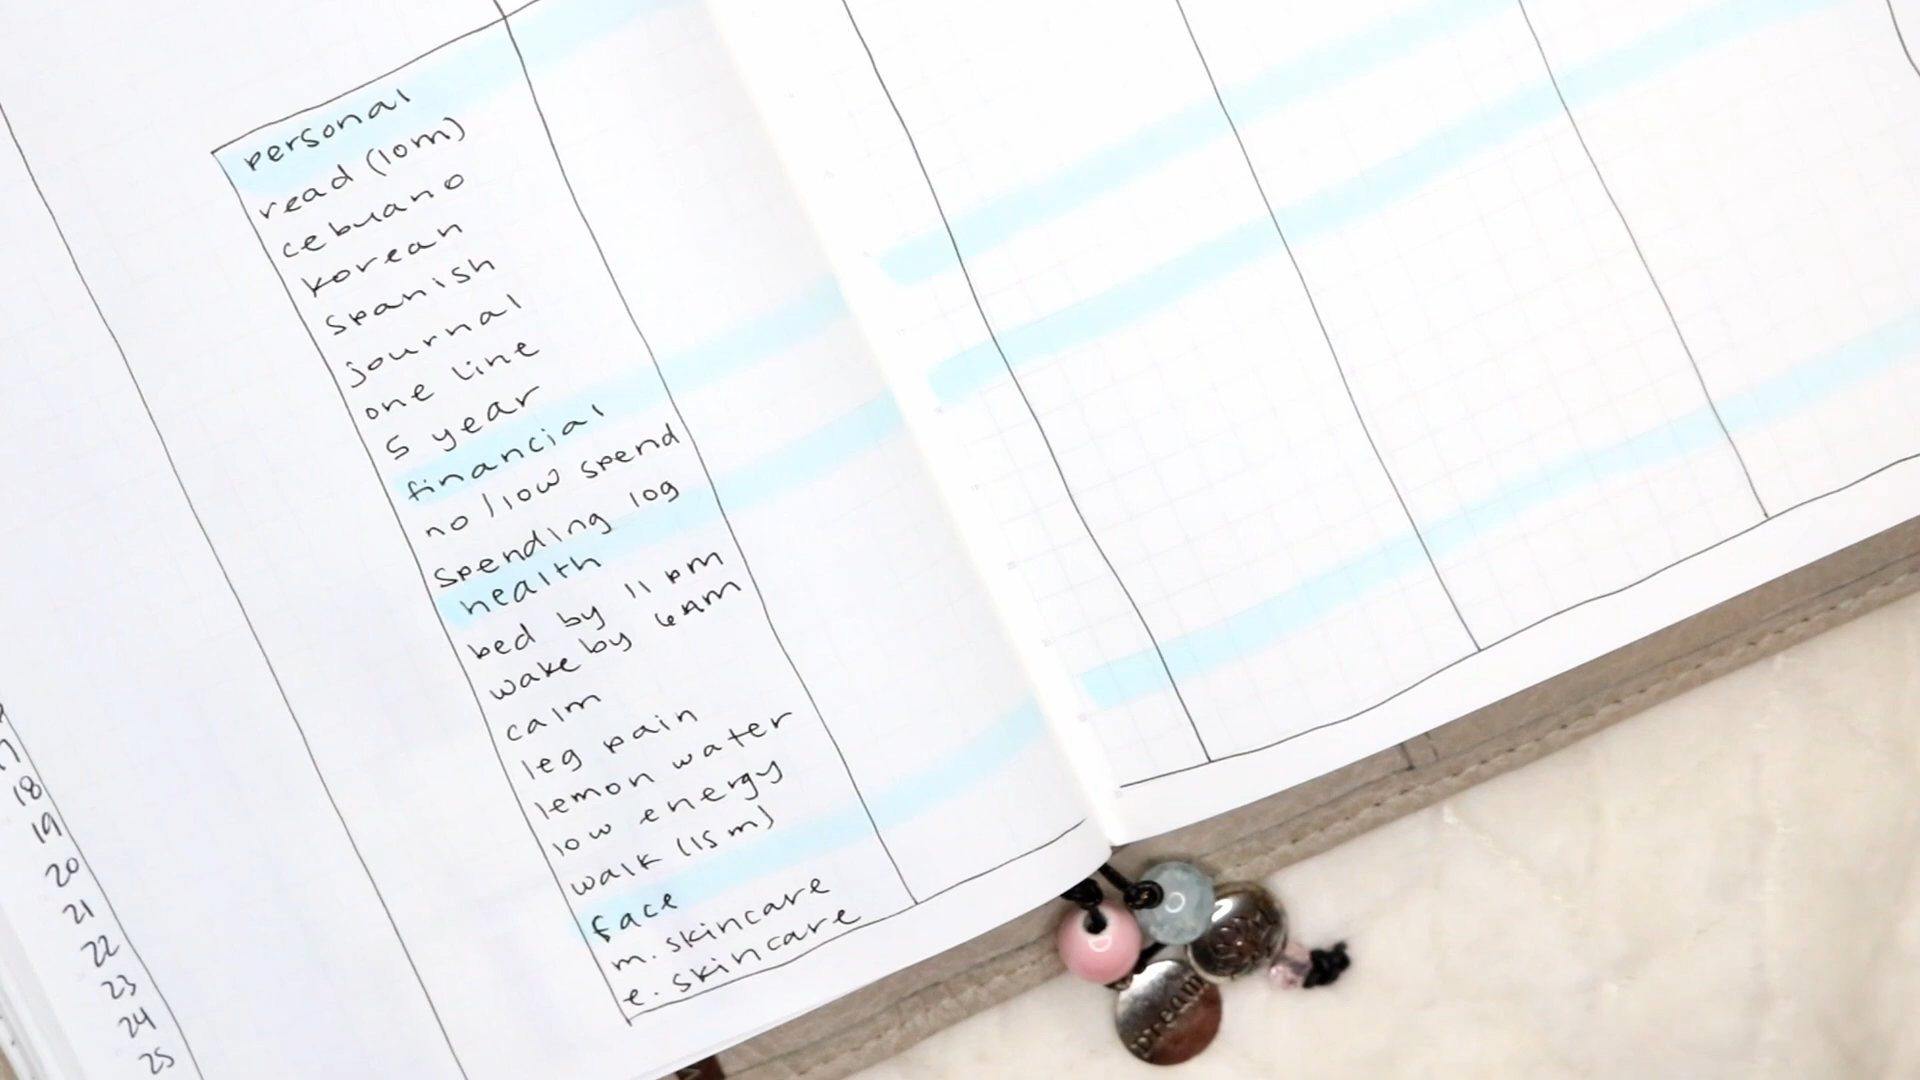 personal
read (10m)
cebuano
korean
spanish
journal
one line
5 year
financial
no/low spend
spending log
health
bed by 11 pm
wake by 6AM
calm
leg pain
lemon water
low energy
walk (15m)
face
m. skincare
e. skincare
18
19
20
21
22
23
24
25
Dream